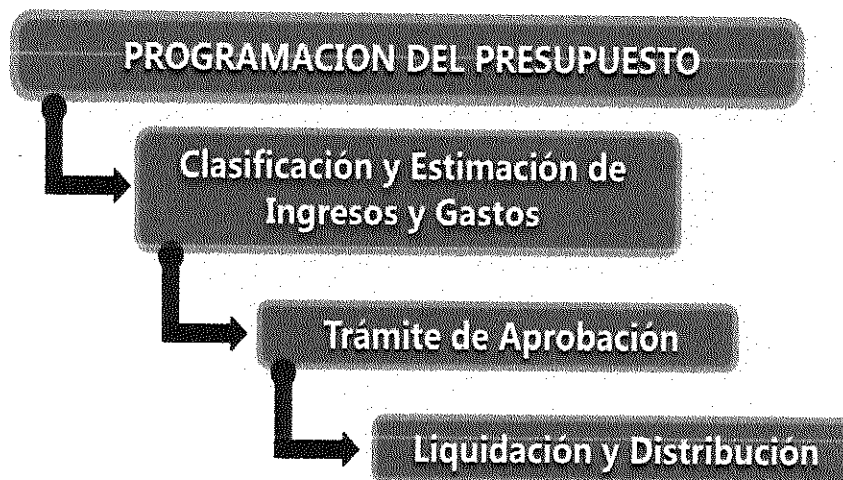 PROGRAMACION DEL PRESUPUESTO
Clasificación y Estimación de
Ingresos y Gastos
Trámite de Aprobación
Liquidación y Distribución